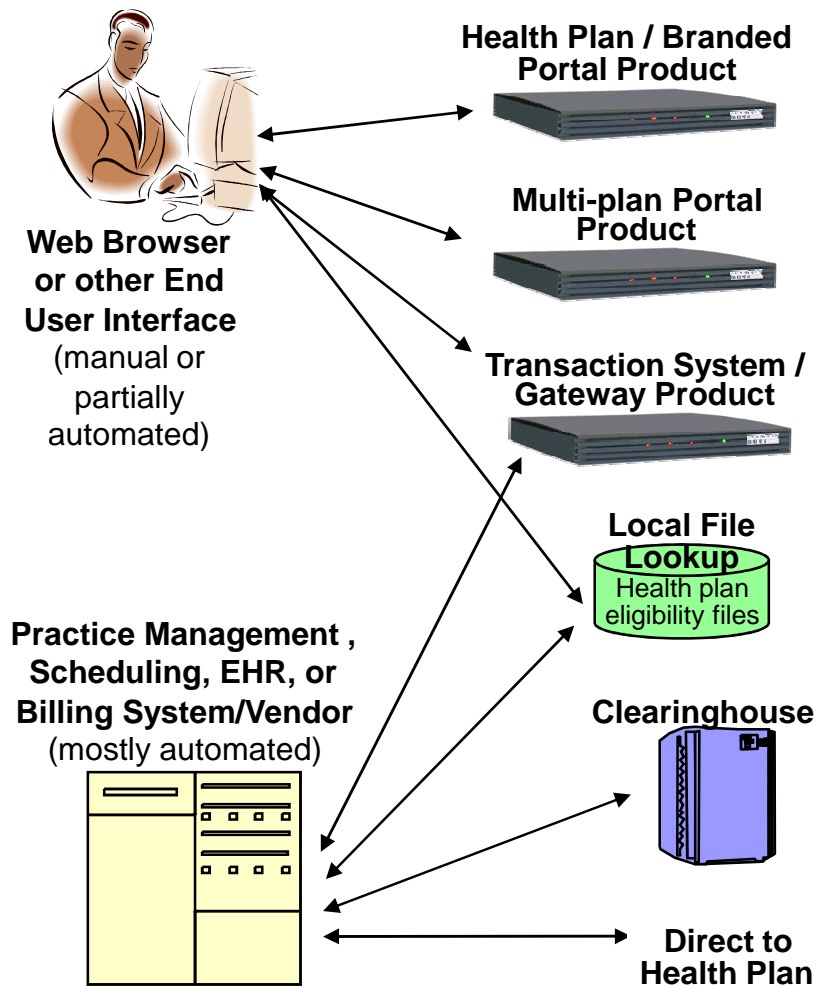 Health Plan / Branded
Portal Product
Multi-plan Portal
Product
Web Browser
or other End
User Interface
(manual or
partially
automated)
Transaction System /
Gateway Product
Local File
Lookup
Health plan
eligibility files
Practice Management ,
Scheduling, EHR, or
Billing System/Vendor
(mostly automated)
Clearinghouse
Direct to
Health Plan